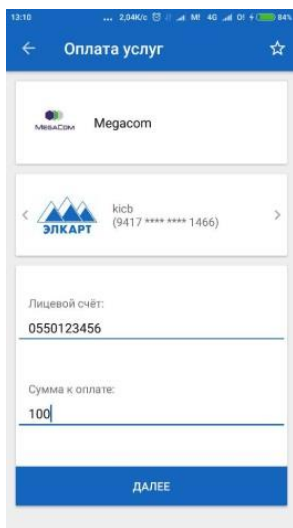 13:10 ... 2,04K/c M! 4G O! 84%
Оплата услуг
MEGACOM Megacom
ЭЛКАРТ
kicb
(9417 **** **** 1466)
Лицевой счёт:
0550123456
Сумма к оплате:
100
ДАЛЕЕ